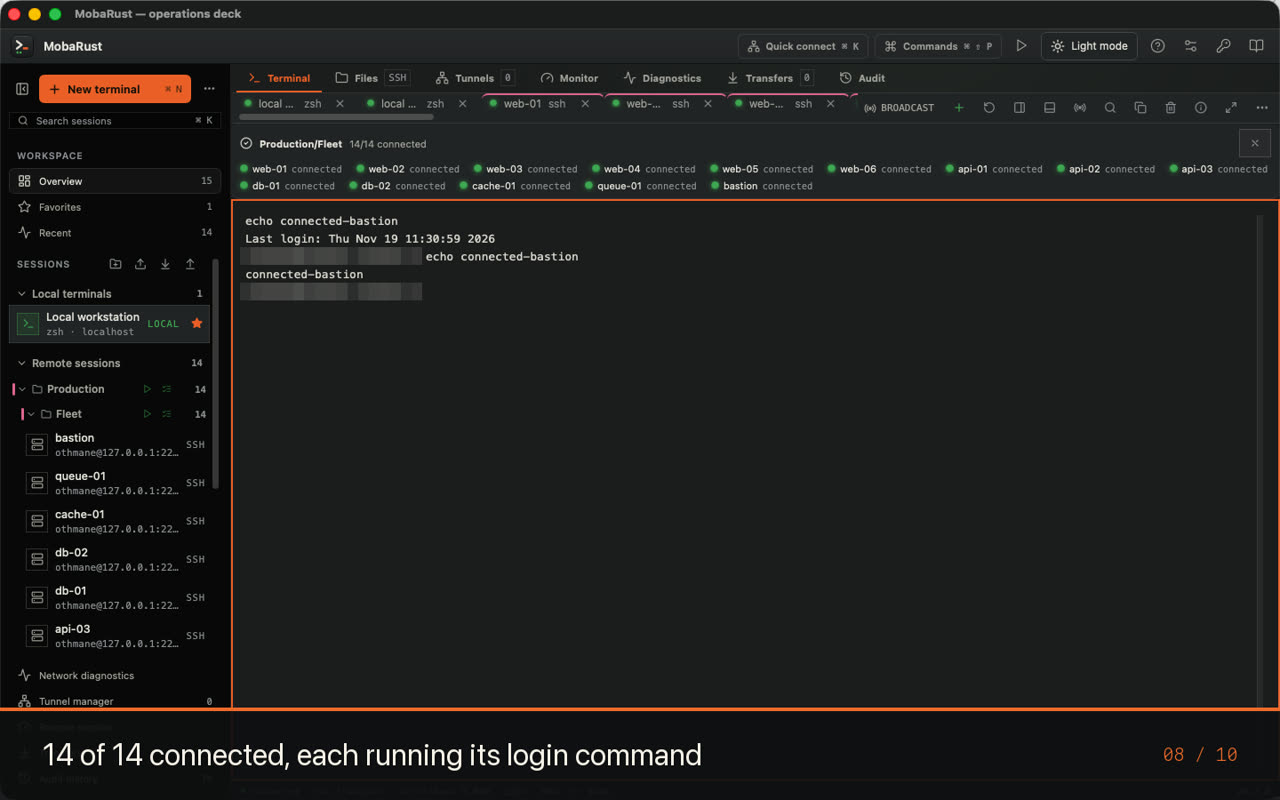 MobaRust — operations deck
MobaRust
Quick connect ⌘ K
Commands ⌘ ⇧ P
Light mode
New terminal ⌘ N
Terminal
Files SSH
Tunnels 0
Monitor
Diagnostics
Transfers 0
Audit
Search sessions ⌘ K
local ... zsh
local ... zsh
web-01 ssh
web-... ssh
web-... ssh
BROADCAST
Production/Fleet 14/14 connected
web-01 connected web-02 connected web-03 connected web-04 connected web-05 connected web-06 connected api-01 connected api-02 connected api-03 connected
db-01 connected db-02 connected cache-01 connected queue-01 connected bastion connected
WORKSPACE
Overview 15
Favorites 1
Recent 14
SESSIONS
Local terminals 1
Local workstation
zsh · localhost
LOCAL
Remote sessions 14
Production 14
Fleet 14
bastion
othmane@127.0.0.1:22…
SSH
queue-01
othmane@127.0.0.1:22…
SSH
cache-01
othmane@127.0.0.1:22…
SSH
db-02
othmane@127.0.0.1:22…
SSH
db-01
othmane@127.0.0.1:22…
SSH
api-03
othmane@127.0.0.1:22…
SSH
Network diagnostics
Tunnel manager 0
echo connected-bastion
Last login: Thu Nov 19 11:30:59 2026
echo connected-bastion
connected-bastion
14 of 14 connected, each running its login command
08 / 10